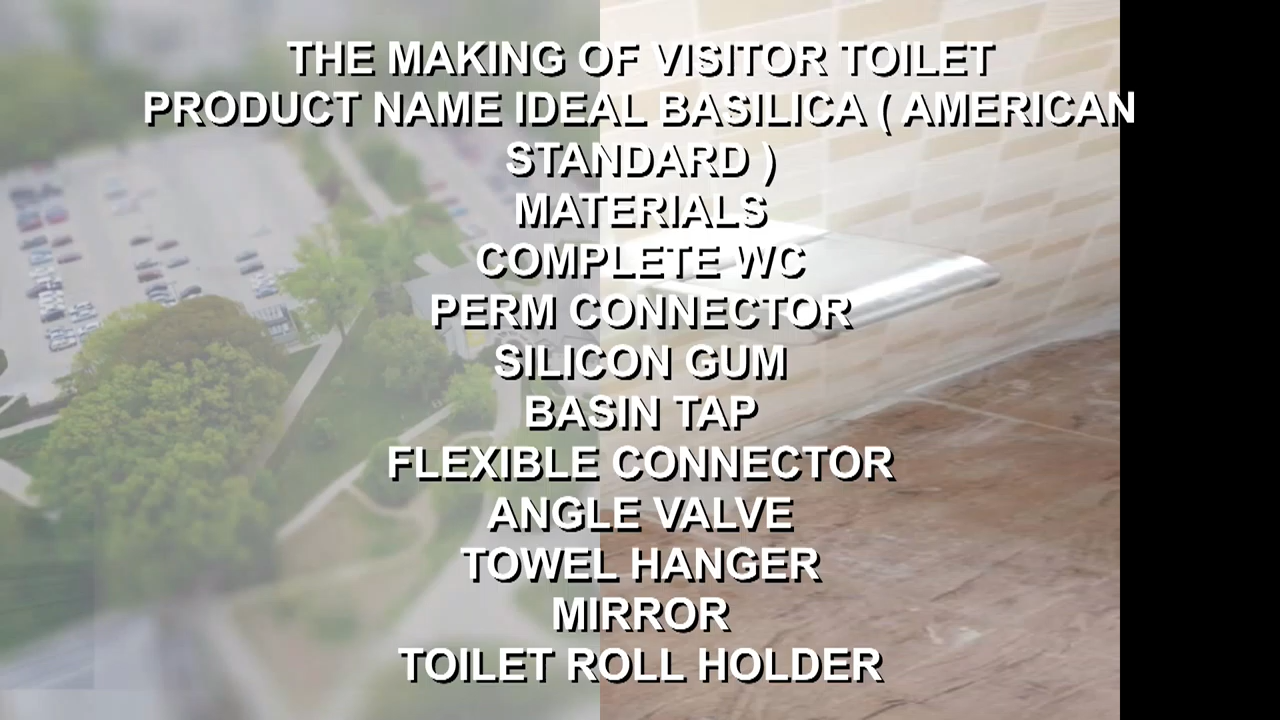 THE MAKING OF VISITOR TOILET
PRODUCT NAME IDEAL BASILICA ( AMERICAN
STANDARD )
MATERIALS
COMPLETE WC
PERM CONNECTOR
SILICON GUM
BASIN TAP
FLEXIBLE CONNECTOR
ANGLE VALVE
TOWEL HANGER
MIRROR
TOILET ROLL HOLDER